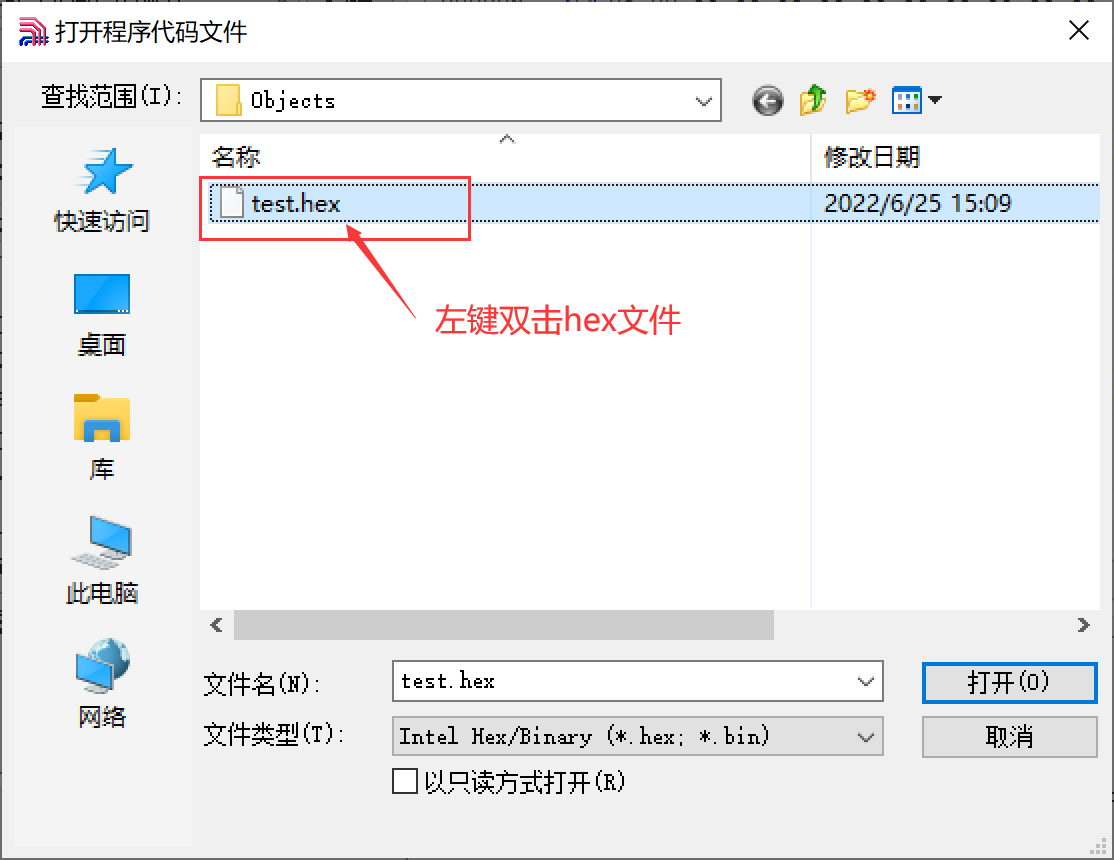 打开程序代码文件
查找范围(I):
Objects
快速访问
桌面
库
此电脑
网络
名称
修改日期
test.hex
2022/6/25 15:09
左键双击hex文件
文件名(N):
test.hex
打开(O)
文件类型(T):
Intel Hex/Binary (*.hex; *.bin)
取消
以只读方式打开(R)